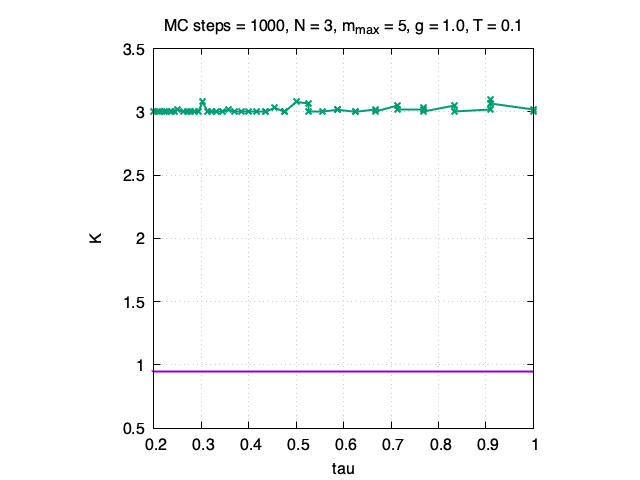 MC steps = 1000, N = 3, mmax = 5, g = 1.0, T = 0.1
3.5
3
2.5
2
1.5
1
0.5
K
0.2 0.3 0.4 0.5 0.6 0.7 0.8 0.9 1
tau